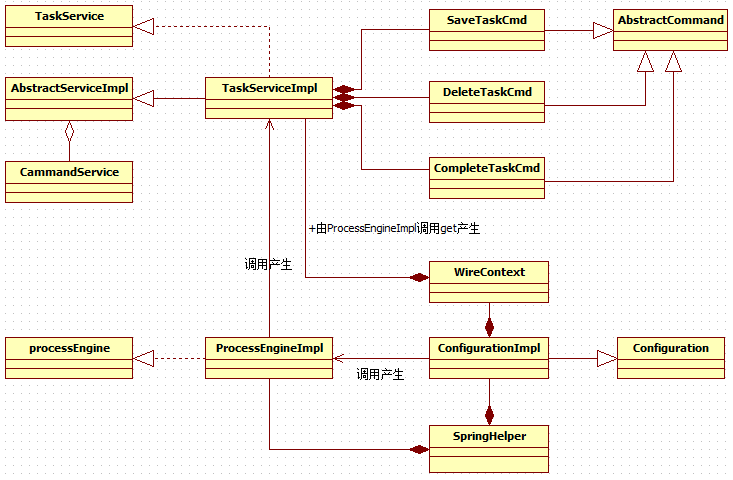 TaskService
SaveTaskCmd
AbstractCommand
AbstractServiceImpl
TaskServiceImpl
DeleteTaskCmd
CammandService
CompleteTaskCmd
+由ProcessEngineImpl调用get产生
调用产生
WireContext
processEngine
ProcessEngineImpl
ConfigurationImpl
Configuration
调用产生
SpringHelper